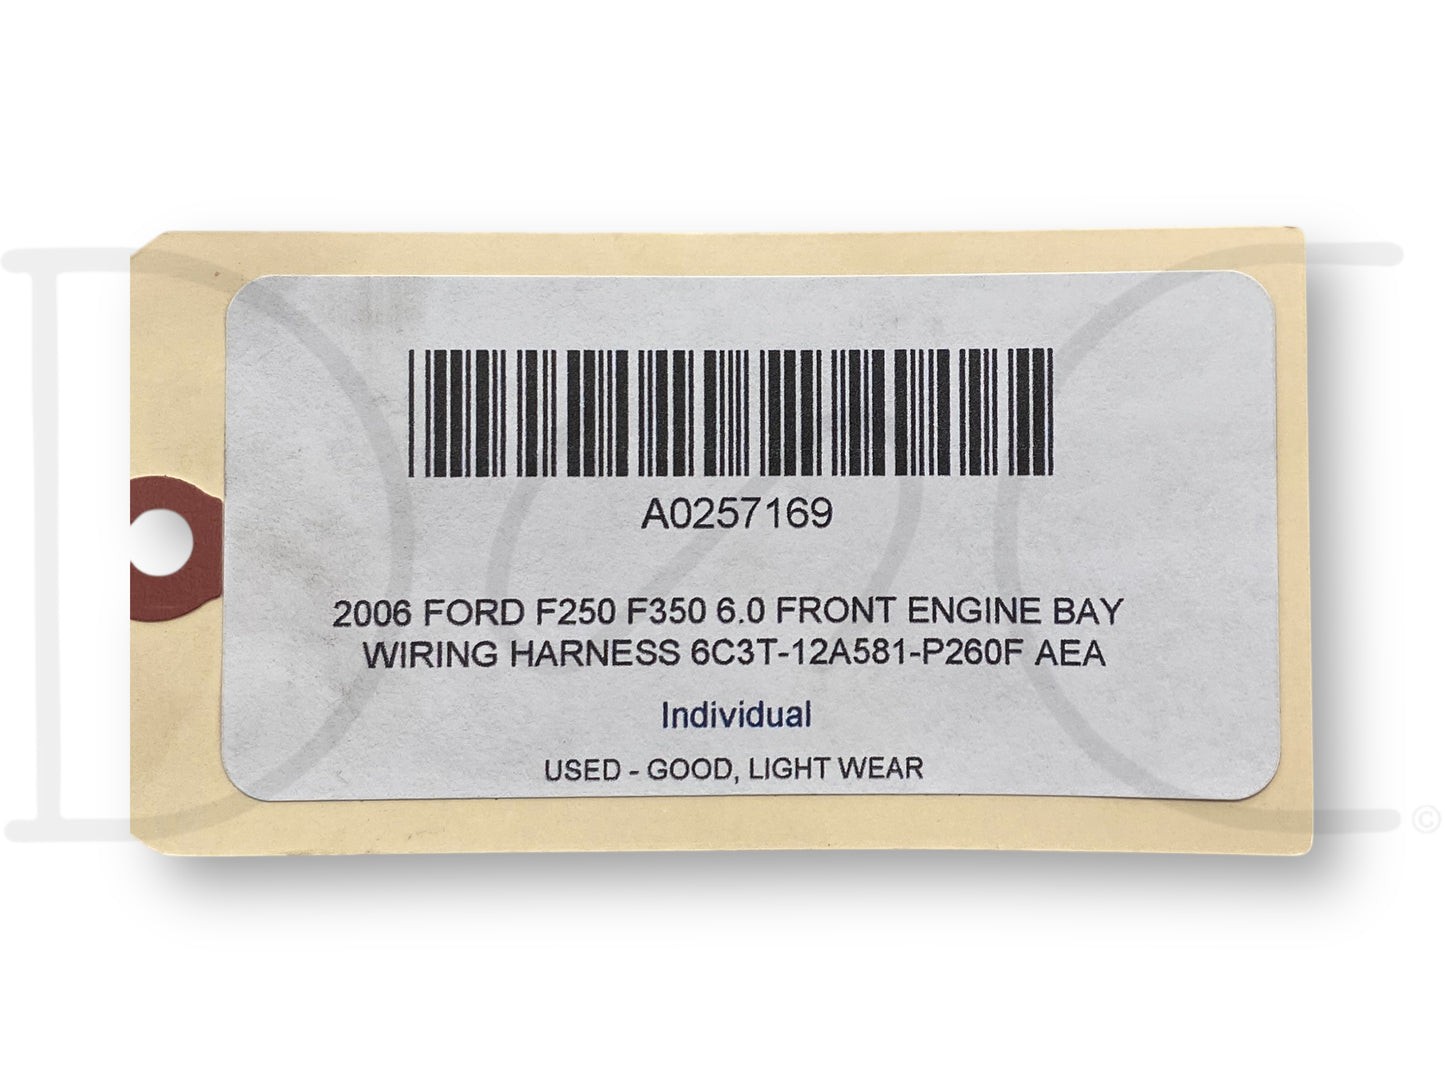 A0257169
2006 FORD F250 F350 6.0 FRONT ENGINE BAY
WIRING HARNESS 6C3T-12A581-P260F AEA
Individual
USED - GOOD, LIGHT WEAR
©